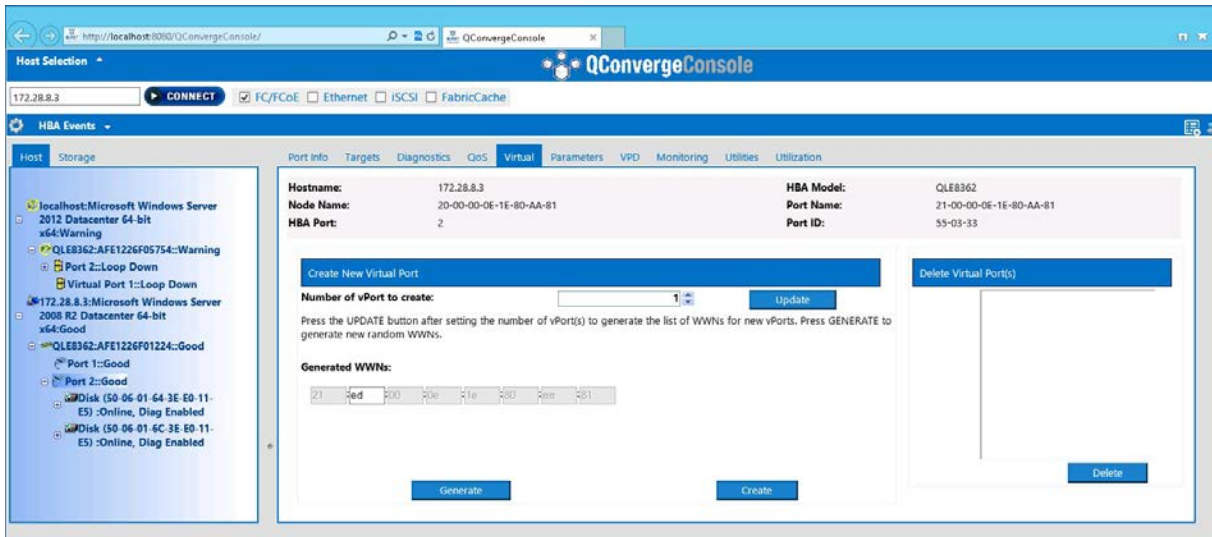 http://localhost:8080/QConvergeConsole/
QConvergeConsole
Host Selection
QConvergeConsole
172.28.8.3
CONNECT
FC/FCoE
Ethernet
iSCSI
FabricCache
HBA Events
Host
Storage
Port Info
Targets
Diagnostics
QoS
Virtual
Parameters
VPD
Monitoring
Utilities
Utilization
localhost:Microsoft Windows Server
2012 Datacenter 64-bit
x64:Warning
QLE8362:AFE1226F05754::Warning
Port 2::Loop Down
Virtual Port 1::Loop Down
172.28.8.3:Microsoft Windows Server
2008 R2 Datacenter 64-bit
x64:Good
QLE8362:AFE1226F01224::Good
Port 1::Good
Port 2::Good
Disk (50-06-01-64-3E-E0-11-
E5) :Online, Diag Enabled
Disk (50-06-01-6C-3E-E0-11-
E5) :Online, Diag Enabled
Hostname: 172.28.8.3 HBA Model: QLE8362
Node Name: 20-00-00-0E-1E-80-AA-81 Port Name: 21-00-00-0E-1E-80-AA-81
HBA Port: 2 Port ID: 55-03-33
Create New Virtual Port
Number of vPort to create: 1 Update
Press the UPDATE button after setting the number of vPort(s) to generate the list of WWNs for new vPorts. Press GENERATE to
generate new random WWNs.
Generated WWNs:
21 :ed :00 :0e :1e :80 :aa :81
Generate
Create
Delete Virtual Port(s)
Delete